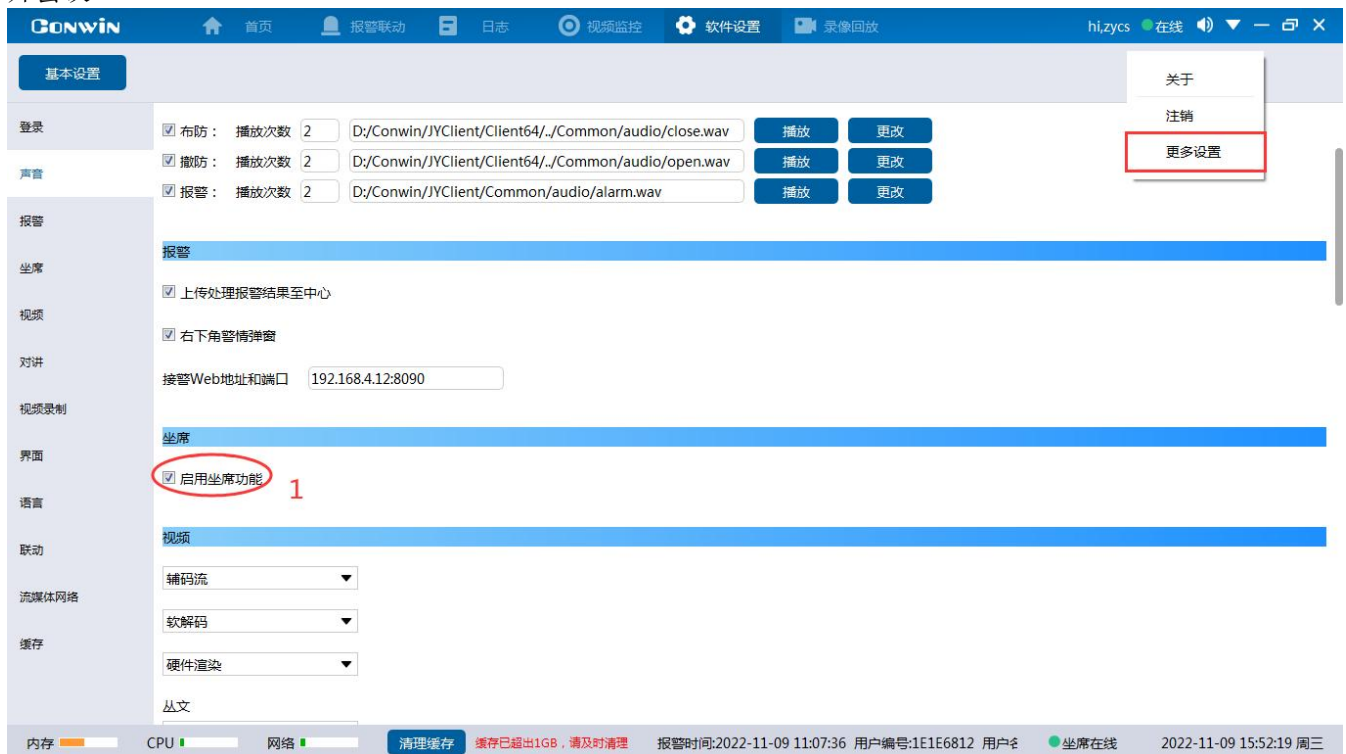 CONWIN 首页 报警联动 日志 视频监控 软件设置 录像回放 hi,zycs 在线
基本设置
关于
注销
更多设置
登录
声音
报警
坐席
视频
对讲
视频录制
界面
语言
联动
流媒体网络
缓存
布防： 播放次数 2 D:/Conwin/JYClient/Client64/../Common/audio/close.wav 播放 更改
撤防： 播放次数 2 D:/Conwin/JYClient/Client64/../Common/audio/open.wav 播放 更改
报警： 播放次数 2 D:/Conwin/JYClient/Common/audio/alarm.wav 播放 更改
报警
上传处理报警结果至中心
右下角警情弹窗
接警Web地址和端口 192.168.4.12:8090
坐席
启用坐席功能 1
视频
辅码流
软解码
硬件渲染
丛文
内存 CPU 网络 清理缓存 缓存已超出1GB，请及时清理 报警时间:2022-11-09 11:07:36 用户编号:1E1E6812 用户 坐席在线 2022-11-09 15:52:19 周三